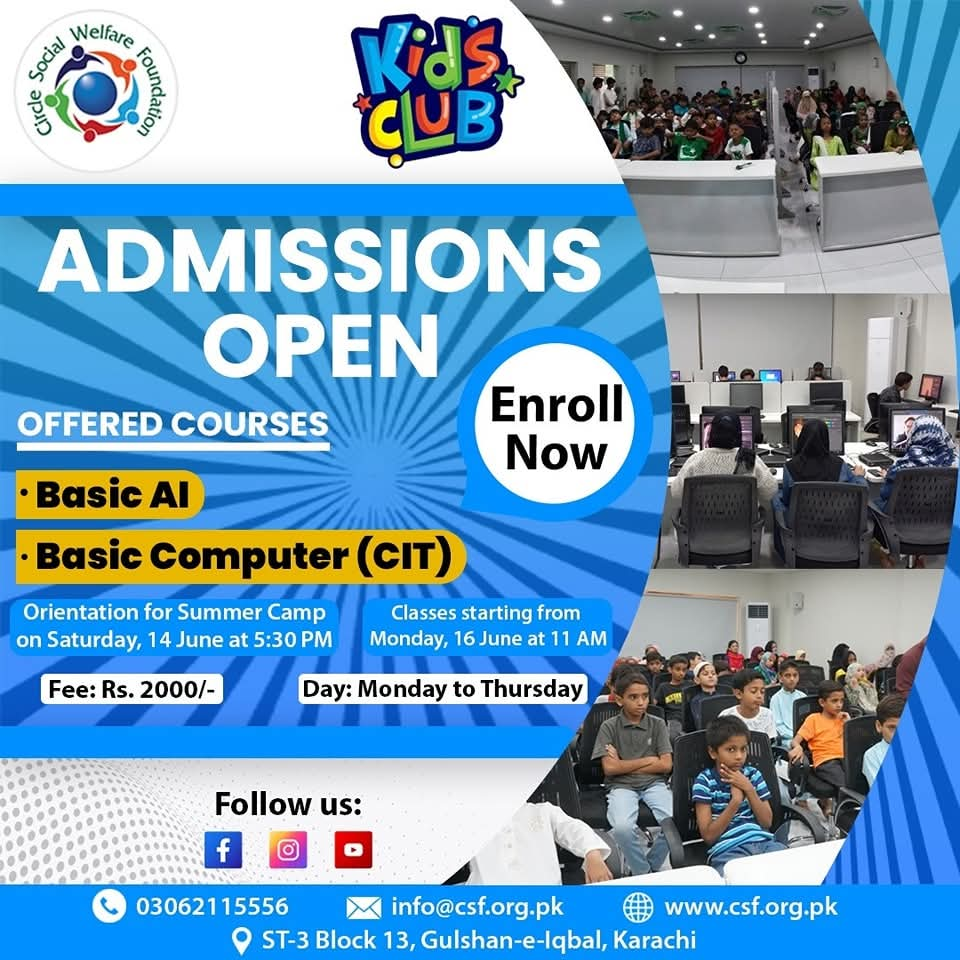 Circle Social Welfare Foundation
Kid's
CLUB
ADMISSIONS
OPEN
Enroll
Now
OFFERED COURSES
· Basic AI
· Basic Computer (CIT)
Orientation for Summer Camp
on Saturday, 14 June at 5:30 PM
Classes starting from
Monday, 16 June at 11 AM
Fee: Rs. 2000/-
Day: Monday to Thursday
Follow us:
03062115556
info@csf.org.pk
www.csf.org.pk
ST-3 Block 13, Gulshan-e-Iqbal, Karachi